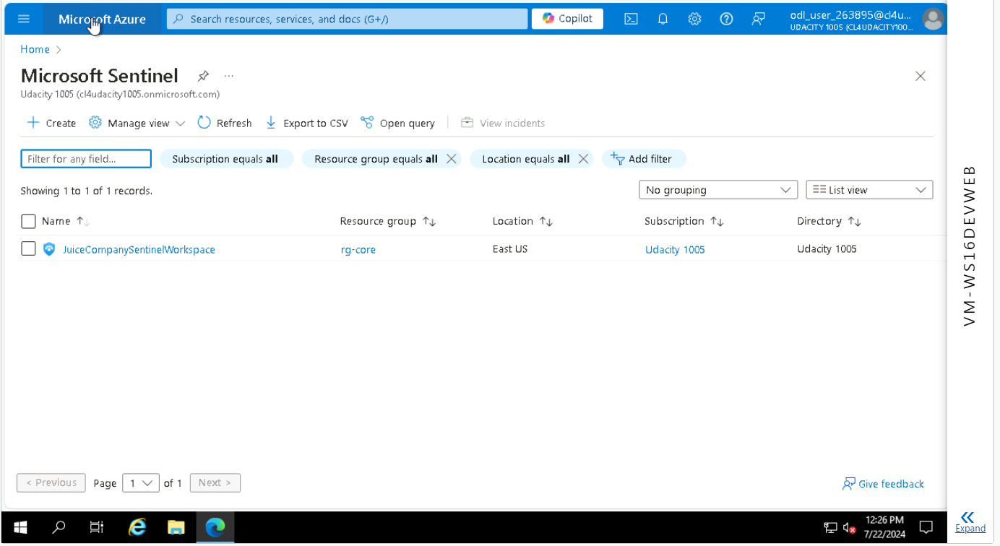 Microsoft Azure
Search resources, services, and docs (G+/)
Copilot
odl_user_263895@cl4u...
UDACITY 1005 (CL4UDACITY100...
Home >
Microsoft Sentinel
...
Udacity 1005 (cl4udacity1005.onmicrosoft.com)
Create
Manage view
Refresh
Export to CSV
Open query
View incidents
Filter for any field...
Subscription equals all
Resource group equals all
Location equals all
Add filter
Showing 1 to 1 of 1 records.
No grouping
List view
Name
Resource group
Location
Subscription
Directory
JuiceCompanySentinelWorkspace
rg-core
East US
Udacity 1005
Udacity 1005
< Previous
Page 1 of 1
Next >
Give feedback
12:26 PM
7/22/2024
VM-WS16DEVWEB
Expand